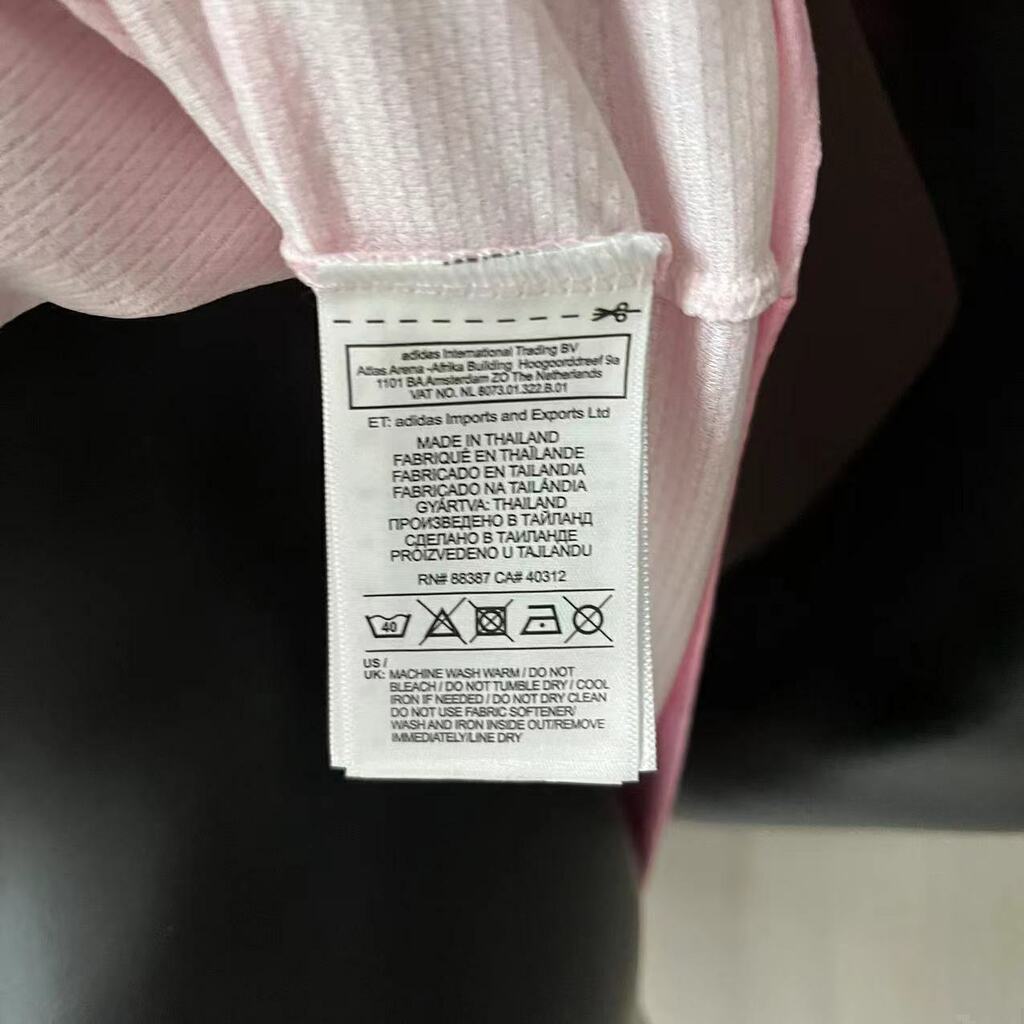 adidas International Trading BV
Atlas Arena -Afrika Building Hoogoorddreef 9a
1101 BA Amsterdam ZO The Netherlands
VAT NO. NL 8073.01.322.B.01
ET: adidas Imports and Exports Ltd
MADE IN THAILAND
FABRIQUÉ EN THAÏLANDE
FABRICADO EN TAILANDIA
FABRICADO NA TAILÂNDIA
GYÁRTVA: THAILAND
ПРОИЗВЕДЕНО В ТАЙЛАНД
СДЕЛАНО В ТАИЛАНДЕ
PROIZVEDENO U TAJLANDU
RN# 88387 CA# 40312
40
US /
UK: MACHINE WASH WARM / DO NOT
BLEACH / DO NOT TUMBLE DRY / COOL
IRON IF NEEDED / DO NOT DRY CLEAN
DO NOT USE FABRIC SOFTENER/
WASH AND IRON INSIDE OUT/REMOVE
IMMEDIATELY/LINE DRY